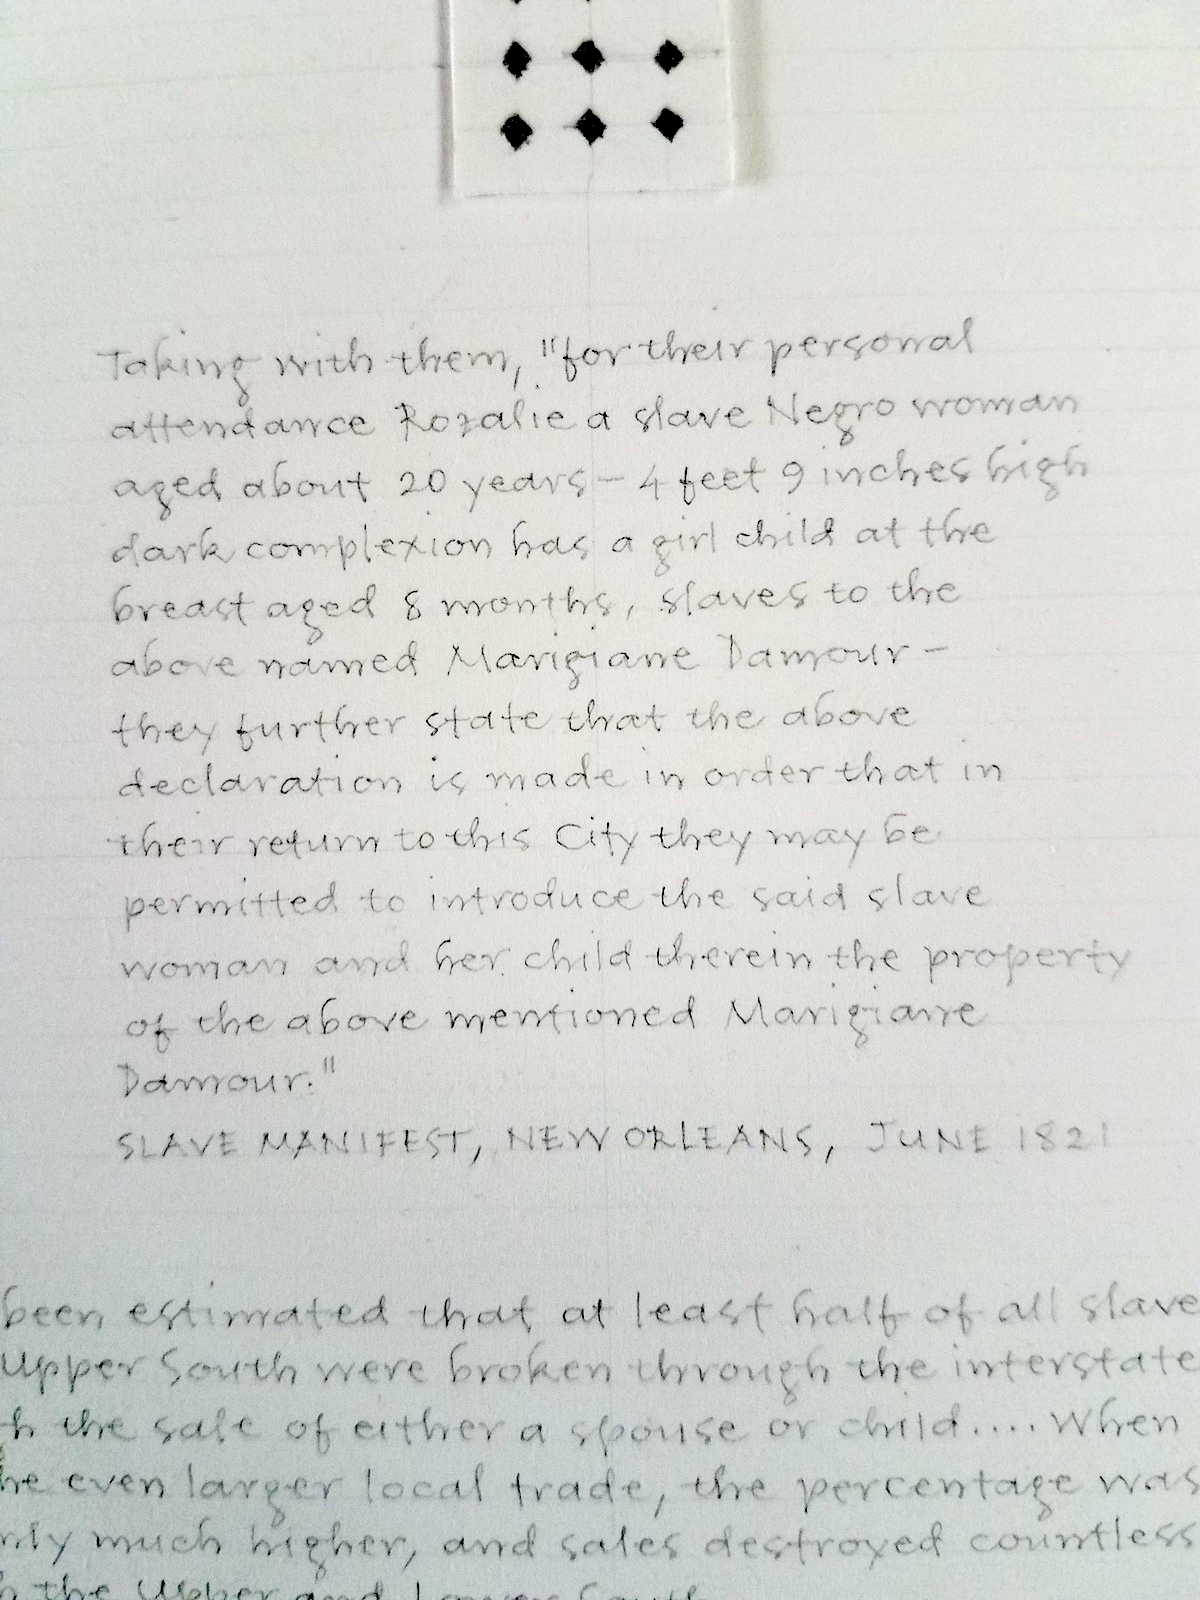 Taking with them, "for their personal
attendance Rozalie a slave Negro woman
aged about 20 years – 4 feet 9 inches high
dark complexion has a girl child at the
breast aged 8 months, slaves to the
above named Marigiane Damour –
they further state that the above
declaration is made in order that in
their return to this City they may be
permitted to introduce the said slave
woman and her child therein the property
of the above mentioned Marigiane
Damour."
SLAVE MANIFEST, NEW ORLEANS, JUNE 1821
been estimated that at least half of all slave
Upper South were broken through the interstate
the sale of either a spouse or child.... When
even larger local trade, the percentage was
much higher, and sales destroyed countless
the Upper and Lower South